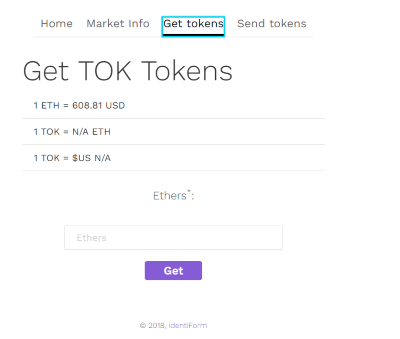 Home Market Info Get tokens Send tokens
Get TOK Tokens
1 ETH = 608.81 USD
1 TOK = N/A ETH
1 TOK = $US N/A
Ethers*:
Ethers
Get
© 2018, IdentiForm